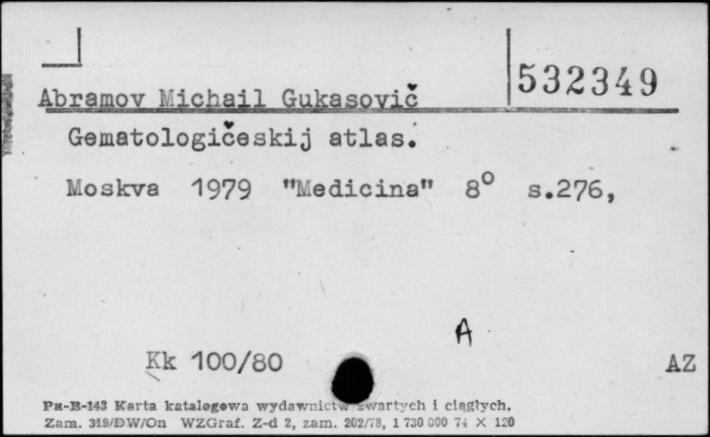 532349
Abramov Michail Gukasovič
Gematologičeskij atlas.
Moskva 1979 "Medicina" 8° s.276,
A
Kk 100/80
AZ
Pu-B-143 Karta katalogowa wydawnictw zwartych i ciągłych.
Zam. 319/DW/On WZGraf. Z-d 2, zam. 202/78, 1 730 000 74 X 120